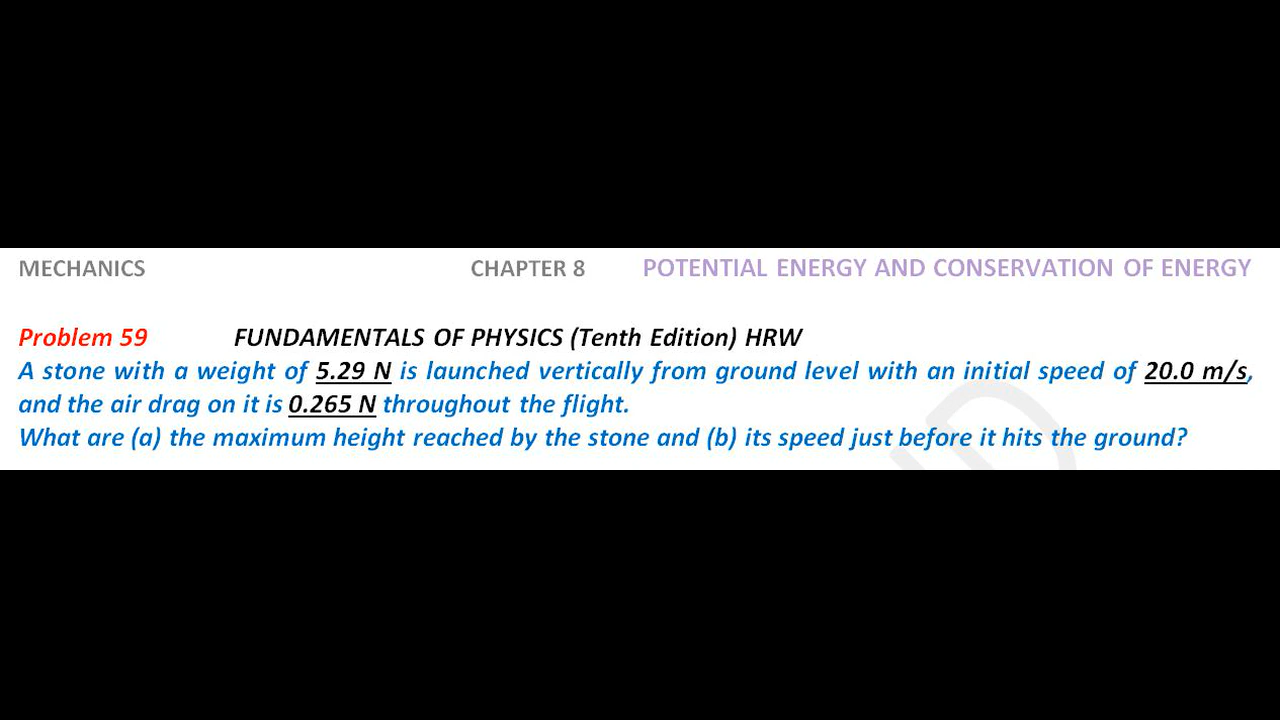 MECHANICS CHAPTER 8 POTENTIAL ENERGY AND CONSERVATION OF ENERGY
Problem 59 FUNDAMENTALS OF PHYSICS (Tenth Edition) HRW
A stone with a weight of 5.29 N is launched vertically from ground level with an initial speed of 20.0 m/s,
and the air drag on it is 0.265 N throughout the flight.
What are (a) the maximum height reached by the stone and (b) its speed just before it hits the ground?